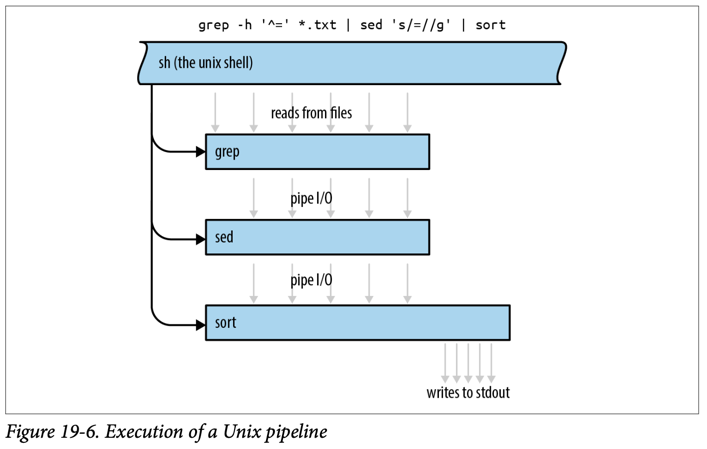 grep -h '^=' *.txt | sed 's/=//g' | sort
sh (the unix shell)
reads from files
grep
pipe I/O
sed
pipe I/O
sort
writes to stdout
Figure 19-6. Execution of a Unix pipeline